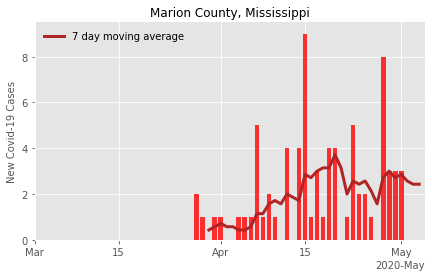 Marion County, Mississippi
7 day moving average
New Covid-19 Cases
8
6
4
2
0
Mar
15
Apr
15
May
2020-May